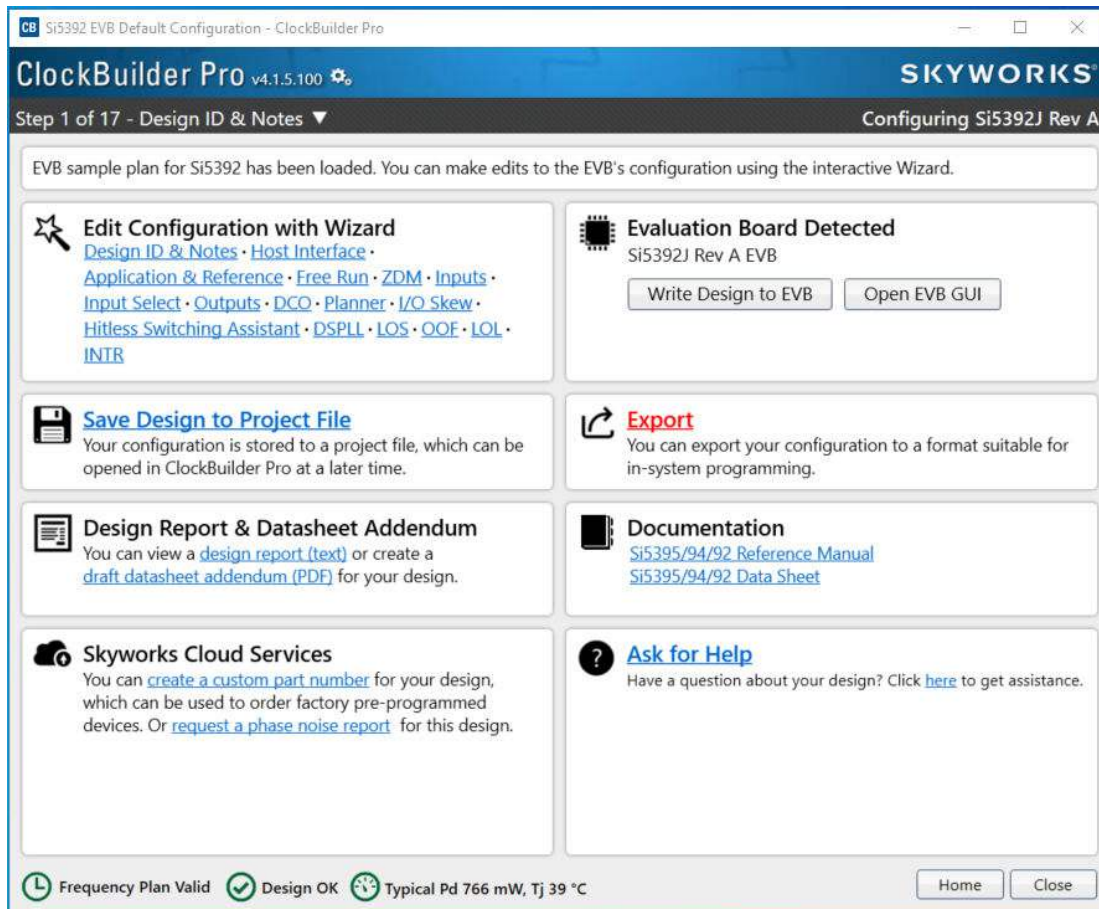 CB Si5392 EVB Default Configuration - ClockBuilder Pro
ClockBuilder Pro v4.1.5.100
SKYWORKS
Step 1 of 17 - Design ID & Notes ▼
Configuring Si5392J Rev A
EVB sample plan for Si5392 has been loaded. You can make edits to the EVB's configuration using the interactive Wizard.
Edit Configuration with Wizard
Design ID & Notes · Host Interface ·
Application & Reference · Free Run · ZDM · Inputs ·
Input Select · Outputs · DCO · Planner · I/O Skew ·
Hitless Switching Assistant · DSPLL · LOS · OOF · LOL ·
INTR
Evaluation Board Detected
Si5392J Rev A EVB
Write Design to EVB
Open EVB GUI
Save Design to Project File
Your configuration is stored to a project file, which can be
opened in ClockBuilder Pro at a later time.
Export
You can export your configuration to a format suitable for
in-system programming.
Design Report & Datasheet Addendum
You can view a design report (text) or create a
draft datasheet addendum (PDF) for your design.
Documentation
Si5395/94/92 Reference Manual
Si5395/94/92 Data Sheet
Skyworks Cloud Services
You can create a custom part number for your design,
which can be used to order factory pre-programmed
devices. Or request a phase noise report for this design.
? Ask for Help
Have a question about your design? Click here to get assistance.
Frequency Plan Valid
Design OK
Typical Pd 766 mW, Tj 39 °C
Home
Close